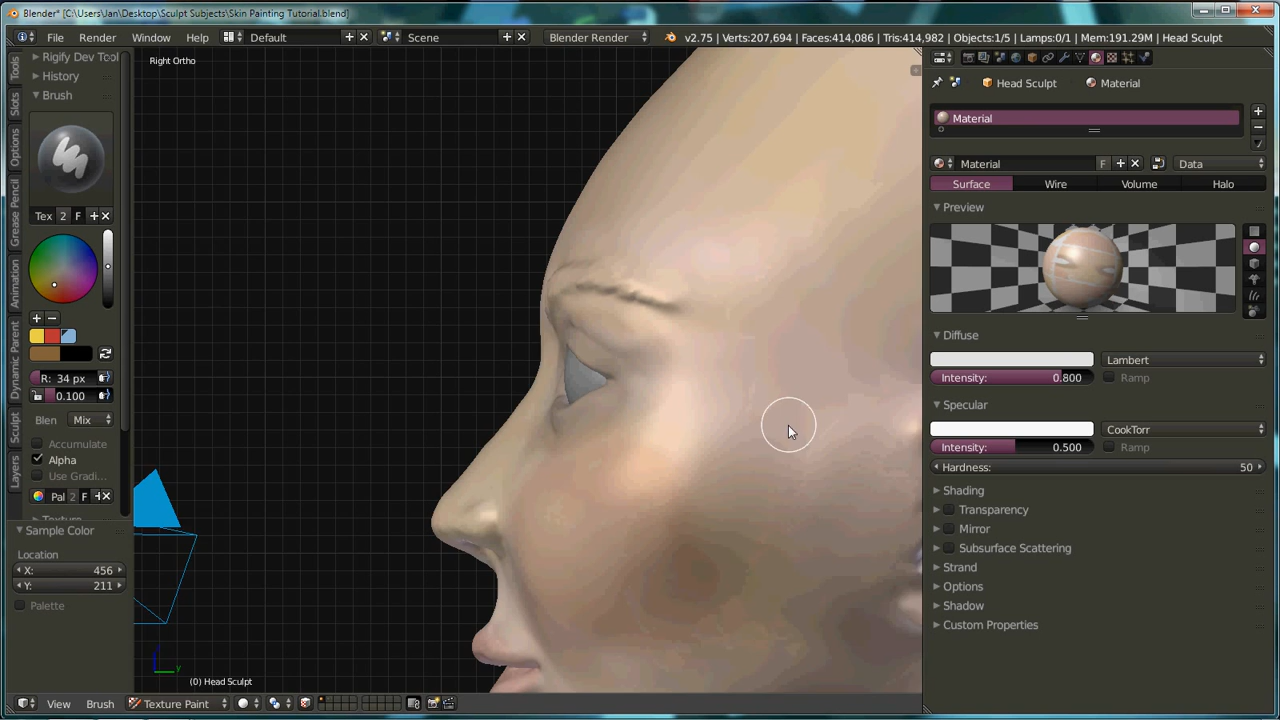 Blender* [C:\Users\Jan\Desktop\Sculpt Subjects\Skin Painting Tutorial.blend]
File Render Window Help Default Scene Blender Render v2.75 | Verts:207,694 | Faces:414,086 | Tris:414,982 | Objects:1/5 | Lamps:0/1 | Mem:191.29M | Head Sculpt
Tools
Slots
Options
Grease Pencil
Animation
Dynamic Parent
Sculpt
Layers
Rigify Dev Tool
History
Brush
Tex 2 F
R: 34 px
0.100
Blen Mix
Accumulate
Alpha
Use Gradi...
Pal 2 F
Texture
Sample Color
Location
X: 456
Y: 211
Palette
Right Ortho
y
(0) Head Sculpt
View Brush Texture Paint
Head Sculpt Material
Material
Material F Data
Surface Wire Volume Halo
Preview
Diffuse
Lambert
Intensity: 0.800 Ramp
Specular
CookTorr
Intensity: 0.500 Ramp
Hardness: 50
Shading
Transparency
Mirror
Subsurface Scattering
Strand
Options
Shadow
Custom Properties